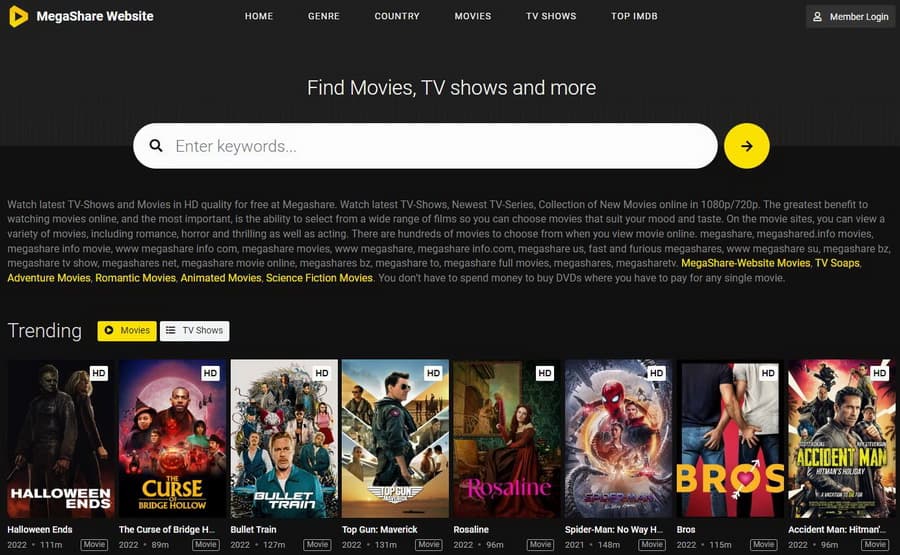 MegaShare Website
HOME GENRE COUNTRY MOVIES TV SHOWS TOP IMDB
Member Login
Find Movies, TV shows and more
Enter keywords...
Watch latest TV-Shows and Movies in HD quality for free at Megashare. Watch latest TV-Shows, Newest TV-Series, Collection of New Movies online in 1080p/720p. The greatest benefit to
watching movies online, and the most important, is the ability to select from a wide range of films so you can choose movies that suit your mood and taste. On the movie sites, you can view a
variety of movies, including romance, horror and thrilling as well as acting. There are hundreds of movies to choose from when you view movie online. megashare, megashared.info movies,
megashare info movie, www megashare info com, megashare movies, www megashare, megashare info.com, megashare us, fast and furious megashares, www megashare su, megashare bz,
megashare tv show, megashares net, megashare movie online, megashares bz, megashare to, megashare full movies, megashares, megasharetv. MegaShare-Website Movies, TV Soaps,
Adventure Movies, Romantic Movies, Animated Movies, Science Fiction Movies. You don't have to spend money to buy DVDs where you have to pay for any single movie.
Trending Movies TV Shows
HD HD HD HD HD HD HD HD
HALLOWEEN
ENDS
THE
CURSE
OF
BRIDGE HOLLOW
BULLET TRAIN
TOP GUN
MAVERICK
Rosaline
SPIDER-MAN
BROS
ACCIDENT MAN
HITMAN'S HOLIDAY
A VACATION TO DIE FOR
Halloween Ends
2022 • 111m Movie
The Curse of Bridge H...
2022 • 89m Movie
Bullet Train
2022 • 127m Movie
Top Gun: Maverick
2022 • 131m Movie
Rosaline
2022 • 96m Movie
Spider-Man: No Way H...
2021 • 148m Movie
Bros
2022 • 115m Movie
Accident Man: Hitman'...
2022 • 96m Movie